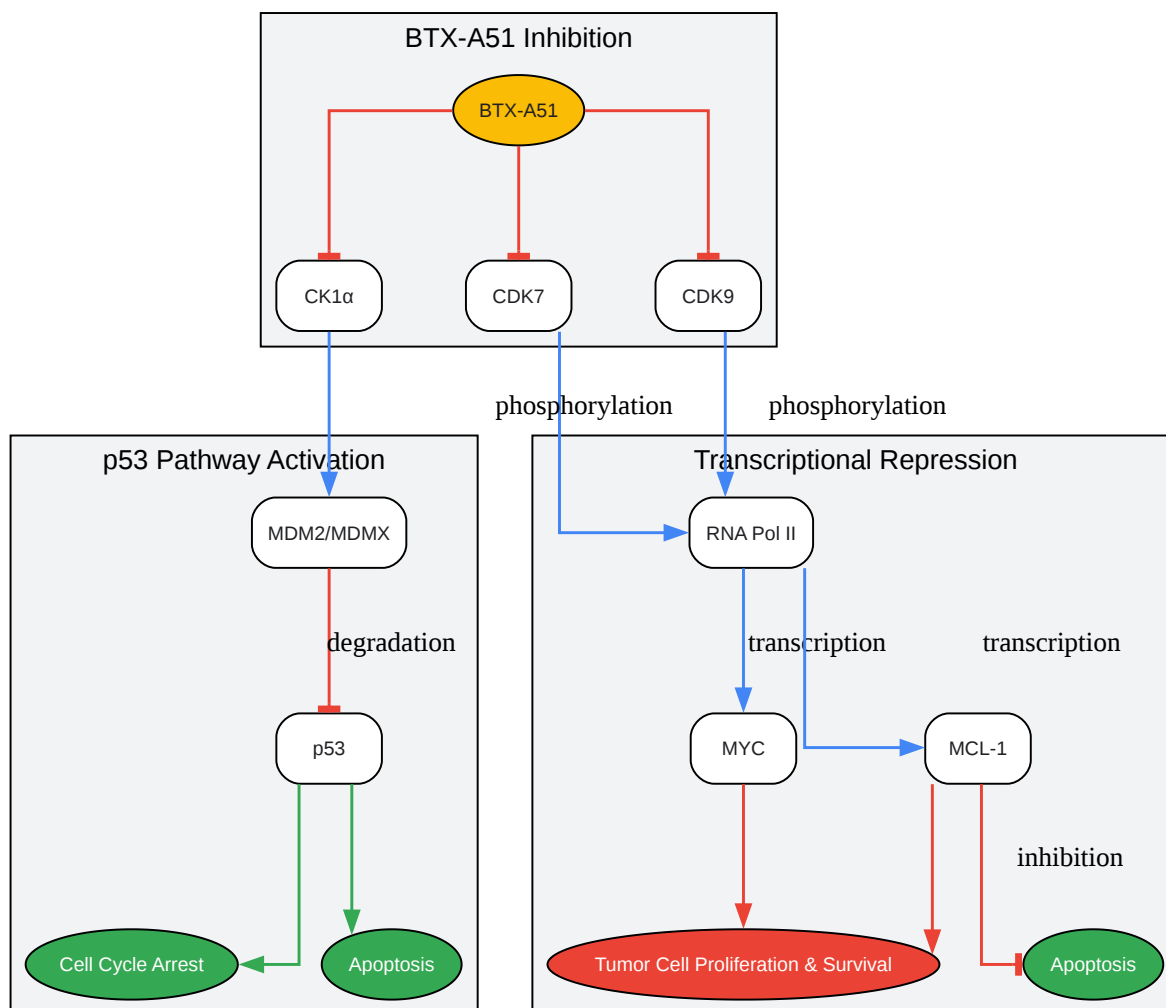 BTX-A51 Inhibition
BTX-A51
CK1α
CDK7
CDK9
phosphorylation
phosphorylation
p53 Pathway Activation
Transcriptional Repression
MDM2/MDMX
RNA Pol II
degradation
transcription
transcription
p53
MYC
MCL-1
inhibition
Cell Cycle Arrest
Apoptosis
Tumor Cell Proliferation & Survival
Apoptosis